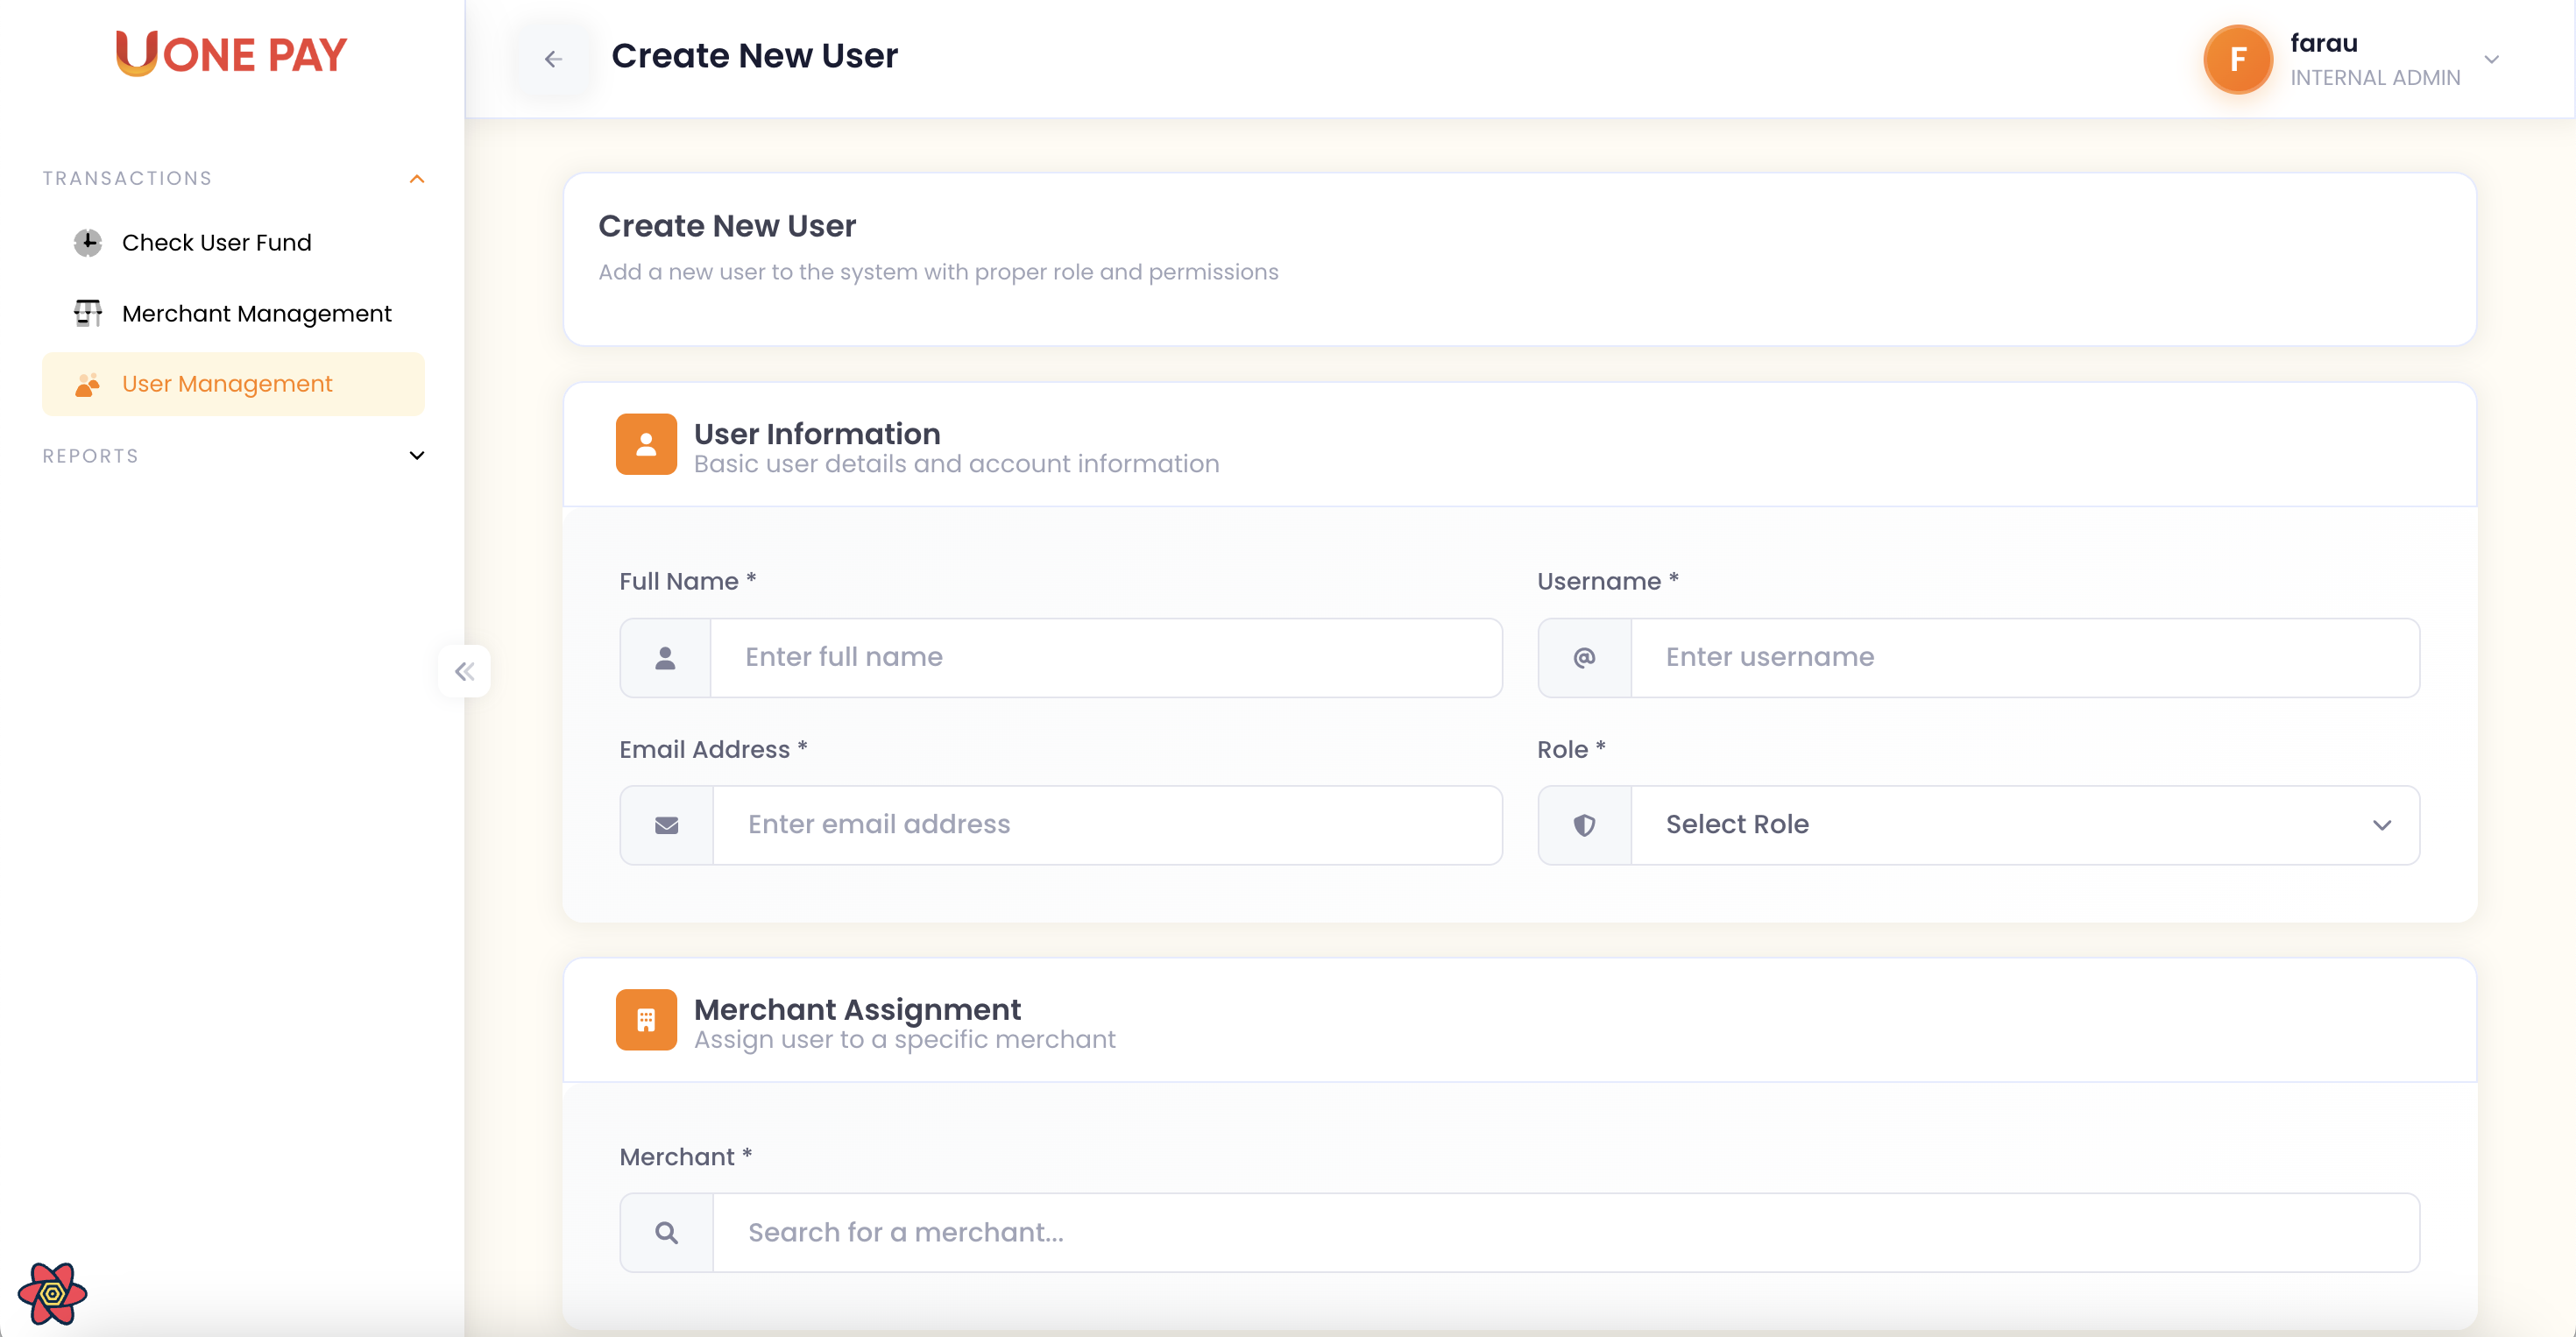 UONE PAY
TRANSACTIONS
Check User Fund
Merchant Management
User Management
REPORTS
Create New User
F
farau
INTERNAL ADMIN
Create New User
Add a new user to the system with proper role and permissions
User Information
Basic user details and account information
Full Name *
Enter full name
Username *
@
Enter username
Email Address *
Enter email address
Role *
Select Role
Merchant Assignment
Assign user to a specific merchant
Merchant *
Search for a merchant...